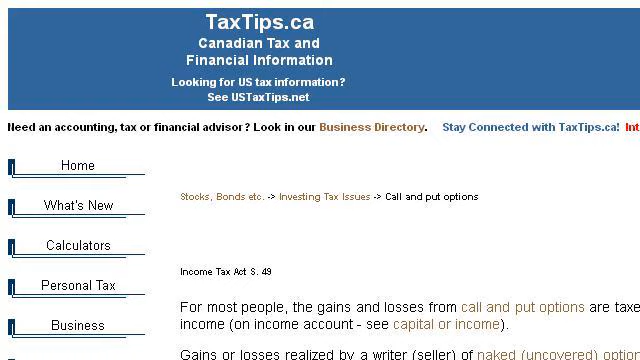 TaxTips.ca
Canadian Tax and
Financial Information
Looking for US tax information?
See USTaxTips.net
Need an accounting, tax or financial advisor? Look in our Business Directory. Stay Connected with TaxTips.ca!
Home
What's New
Calculators
Personal Tax
Business
Stocks, Bonds etc. -> Investing Tax Issues -> Call and put options
Income Tax Act S. 49
For most people, the gains and losses from call and put options are
income (on income account - see capital or income).
Gains or losses realized by a writer (seller) of naked (uncovered)